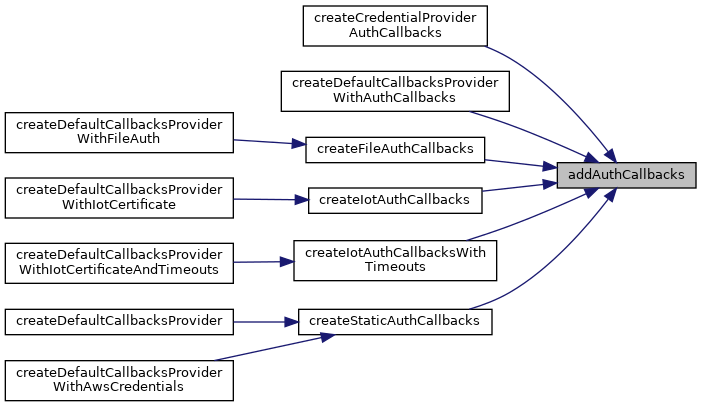 createCredentialProvider
AuthCallbacks
createDefaultCallbacksProvider
WithAuthCallbacks
createDefaultCallbacksProvider
WithFileAuth
createFileAuthCallbacks
addAuthCallbacks
createDefaultCallbacksProvider
WithIotCertificate
createIotAuthCallbacks
createDefaultCallbacksProvider
WithIotCertificateAndTimeouts
createIotAuthCallbacksWith
Timeouts
createDefaultCallbacksProvider
createStaticAuthCallbacks
createDefaultCallbacksProvider
WithAwsCredentials